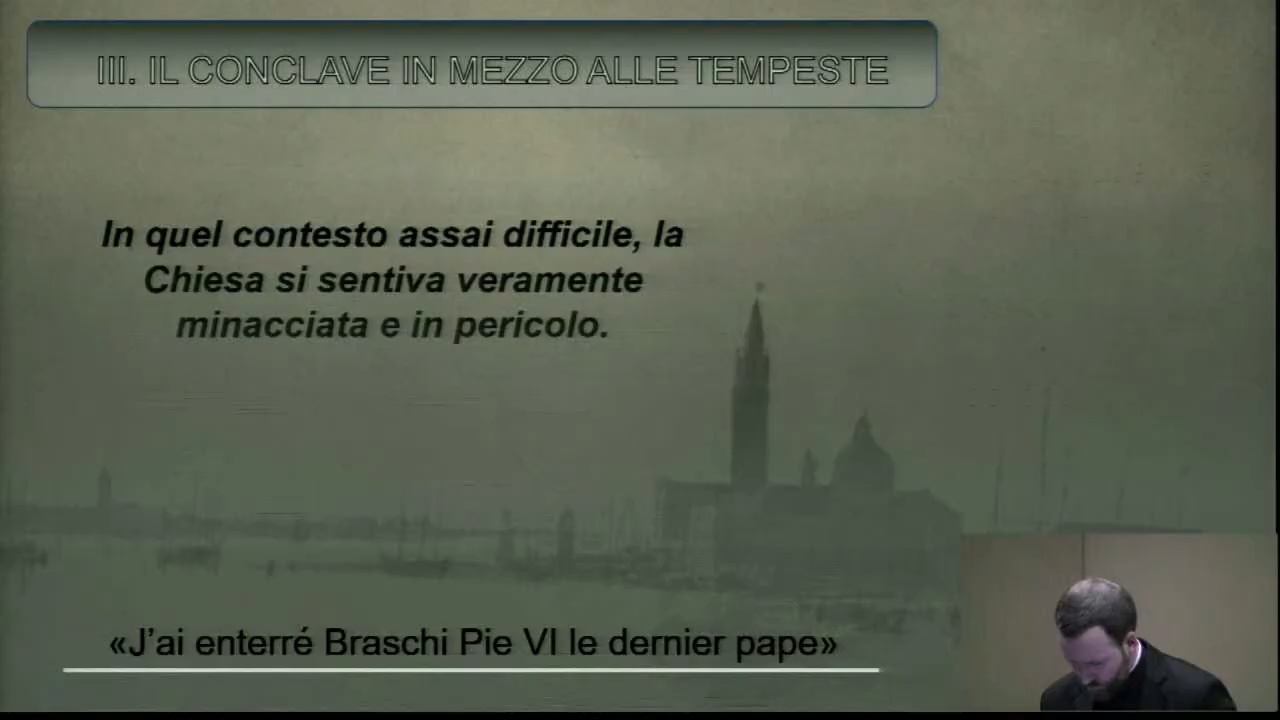 III. IL CONCLAVE IN MEZZO ALLE TEMPESTE
In quel contesto assai difficile, la
Chiesa si sentiva veramente
minacciata e in pericolo.
«J’ai enterré Braschi Pie VI le dernier pape»